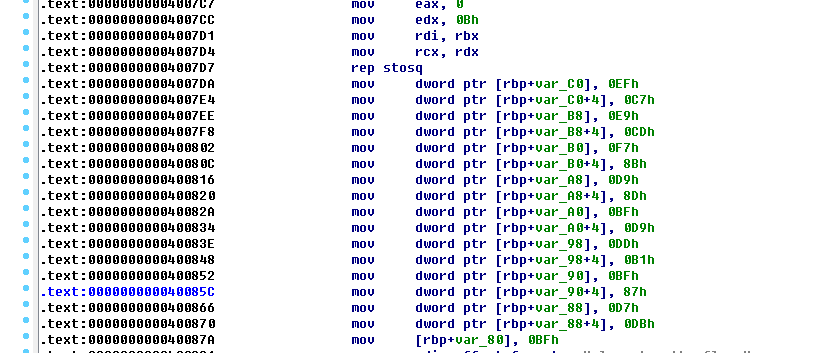 .text:00000000004007C7 mov eax, 0
.text:00000000004007CC mov edx, 0Bh
.text:00000000004007D1 mov rdi, rbx
.text:00000000004007D4 mov rcx, rdx
.text:00000000004007D7 rep stosq
.text:00000000004007DA mov dword ptr [rbp+var_C0], 0EFh
.text:00000000004007E4 mov dword ptr [rbp+var_C0+4], 0C7h
.text:00000000004007EE mov dword ptr [rbp+var_B8], 0E9h
.text:00000000004007F8 mov dword ptr [rbp+var_B8+4], 0CDh
.text:0000000000400802 mov dword ptr [rbp+var_B0], 0F7h
.text:000000000040080C mov dword ptr [rbp+var_B0+4], 8Bh
.text:0000000000400816 mov dword ptr [rbp+var_A8], 0D9h
.text:0000000000400820 mov dword ptr [rbp+var_A8+4], 8Dh
.text:000000000040082A mov dword ptr [rbp+var_A0], 0BFh
.text:0000000000400834 mov dword ptr [rbp+var_A0+4], 0D9h
.text:000000000040083E mov dword ptr [rbp+var_98], 0DDh
.text:0000000000400848 mov dword ptr [rbp+var_98+4], 0B1h
.text:0000000000400852 mov dword ptr [rbp+var_90], 0BFh
.text:000000000040085C mov dword ptr [rbp+var_90+4], 87h
.text:0000000000400866 mov dword ptr [rbp+var_88], 0D7h
.text:0000000000400870 mov dword ptr [rbp+var_88+4], 0DBh
.text:000000000040087A mov [rbp+var_80], 0BFh